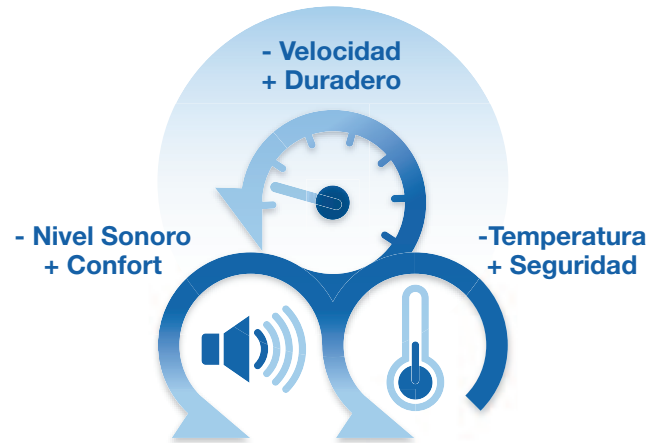 - Velocidad
+ Duradero
- Nivel Sonoro
+ Confort
-Temperatura
+ Seguridad